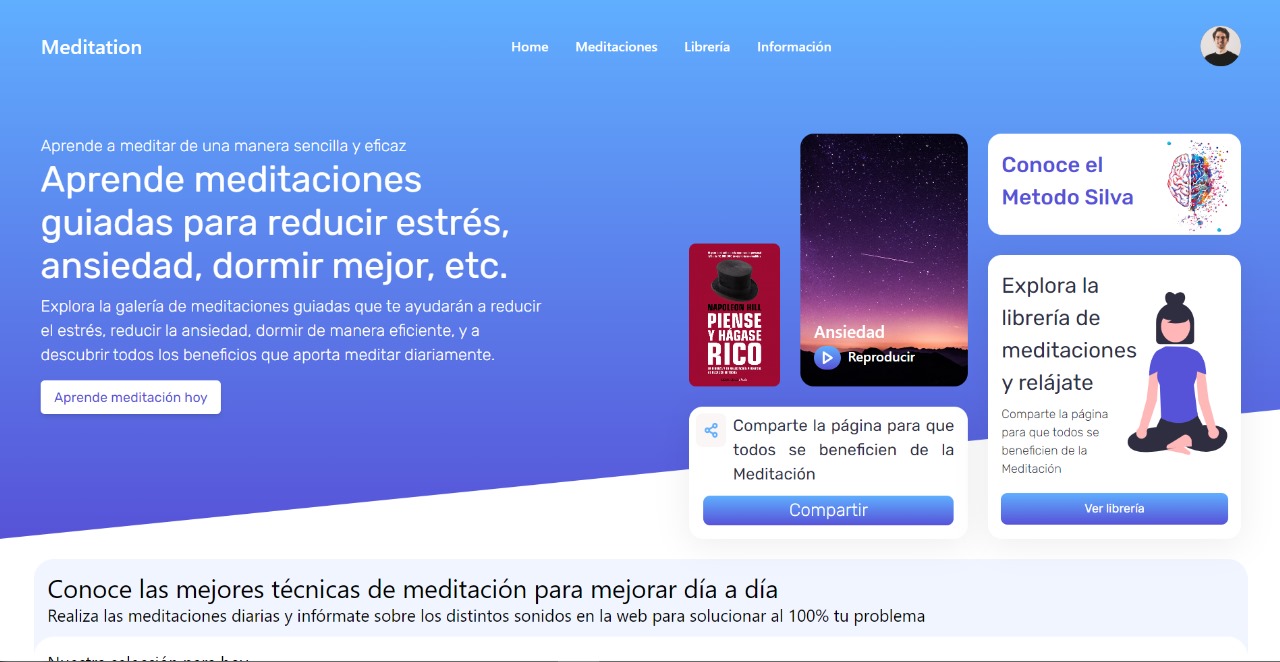 Meditation
Home
Meditaciones
Librería
Información
Aprende a meditar de una manera sencilla y eficaz
Aprende meditaciones
guiadas para reducir estrés,
ansiedad, dormir mejor, etc.
Explora la galería de meditaciones guiadas que te ayudarán a reducir
el estrés, reducir la ansiedad, dormir de manera eficiente, y a
descubrir todos los beneficios que aporta meditar diariamente.
Aprende meditación hoy
NAPOLEON HILL
PIENSE
Y HÁGASE
RICO
Ansiedad
Reproducir
Comparte la página para que
todos se beneficien de la
Meditación
Compartir
Conoce el
Metodo Silva
Explora la
librería de
meditaciones
y relájate
Comparte la página
para que todos se
beneficien de la
Meditación
Ver librería
Conoce las mejores técnicas de meditación para mejorar día a día
Realiza las meditaciones diarias y infórmate sobre los distintos sonidos en la web para solucionar al 100% tu problema
Nuestra selección para hoy